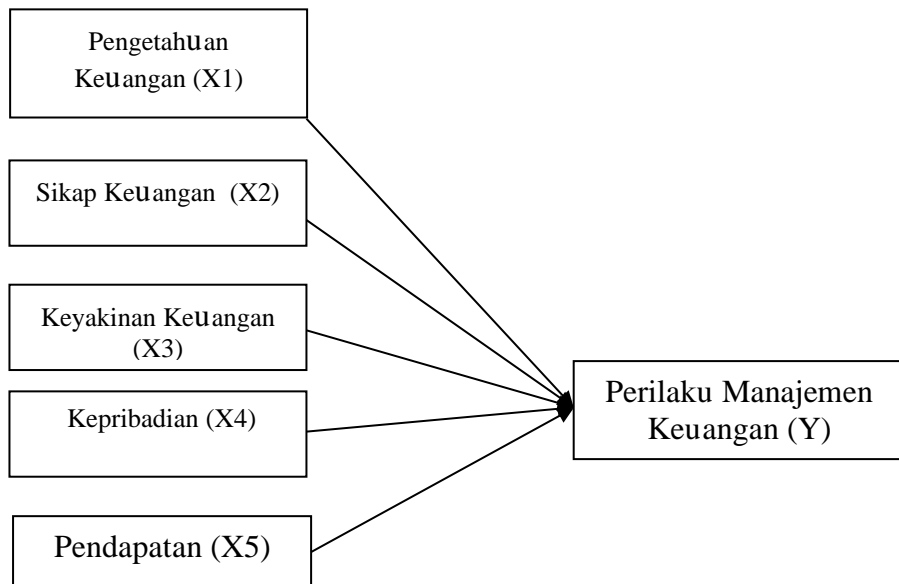 Pengetahuan
Keuangan (X1)
Sikap Keuangan (X2)
Keyakinan Keuangan
(X3)
Kepribadian (X4)
Pendapatan (X5)
Perilaku Manajemen
Keuangan (Y)